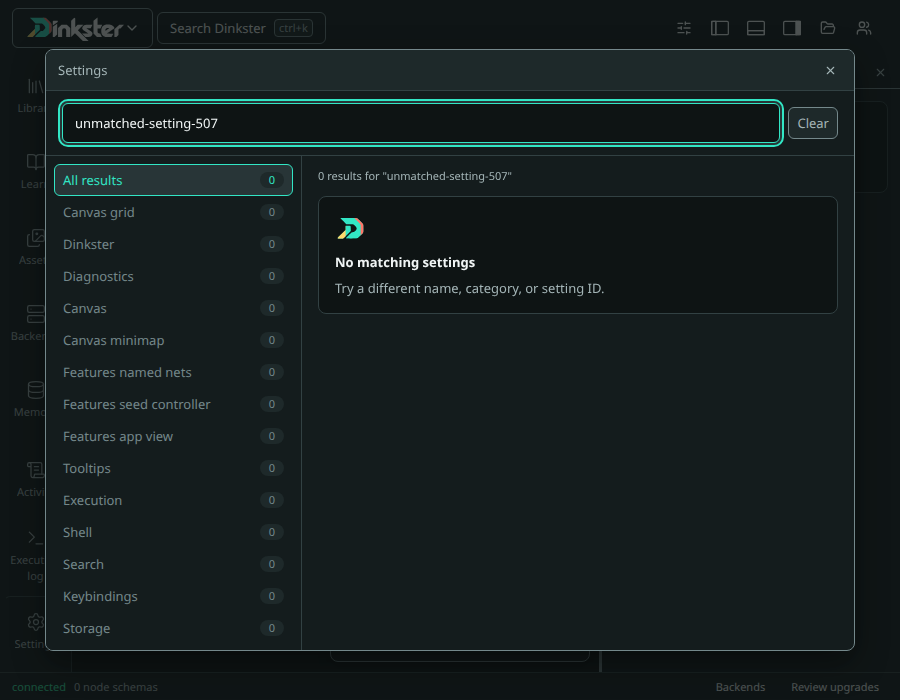 Dinkster
Search Dinkster ctrl+k
Settings
unmatched-setting-507
Clear
All results 0
Canvas grid 0
Dinkster 0
Diagnostics 0
Canvas 0
Canvas minimap 0
Features named nets 0
Features seed controller 0
Features app view 0
Tooltips 0
Execution 0
Shell 0
Search 0
Keybindings 0
Storage 0
0 results for "unmatched-setting-507"
No matching settings
Try a different name, category, or setting ID.
log
connected 0 node schemas
Backends
Review upgrades